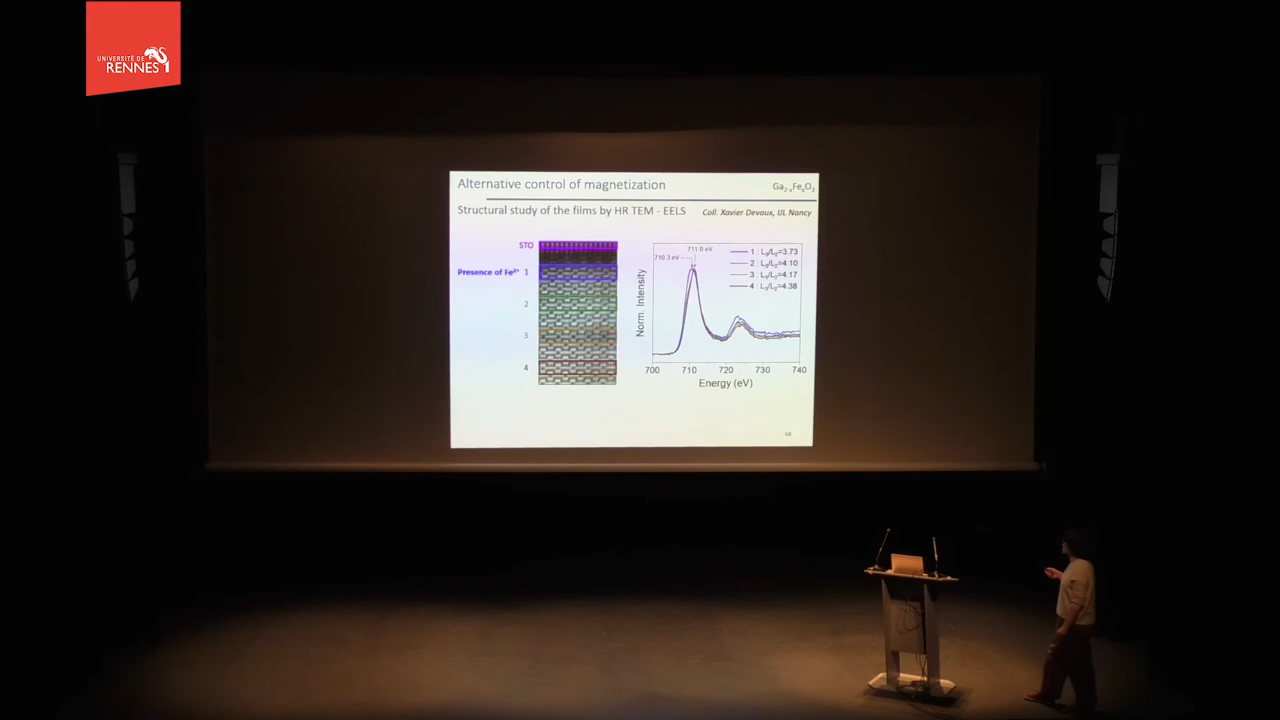 UNIVERSITÉ DE
RENNES 1
Alternative control of magnetization
Ga2-xFexO3
Structural study of the films by HR TEM - EELS
Coll. Xavier Devaux, UL Nancy
STO
Presence of Fe²⁺ 1
2
3
4
711.0 eV
710.3 eV
1 : L3/L2=3.73
2 : L3/L2=4.10
3 : L3/L2=4.17
4 : L3/L2=4.38
Norm. Intensity
700 710 720 730 740
Energy (eV)
58